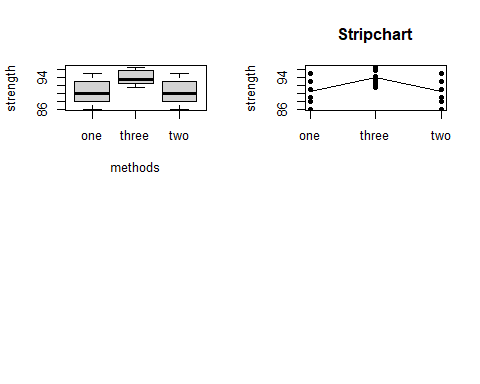 strength
94
86
one three two
methods
Stripchart
strength
94
86
one three two